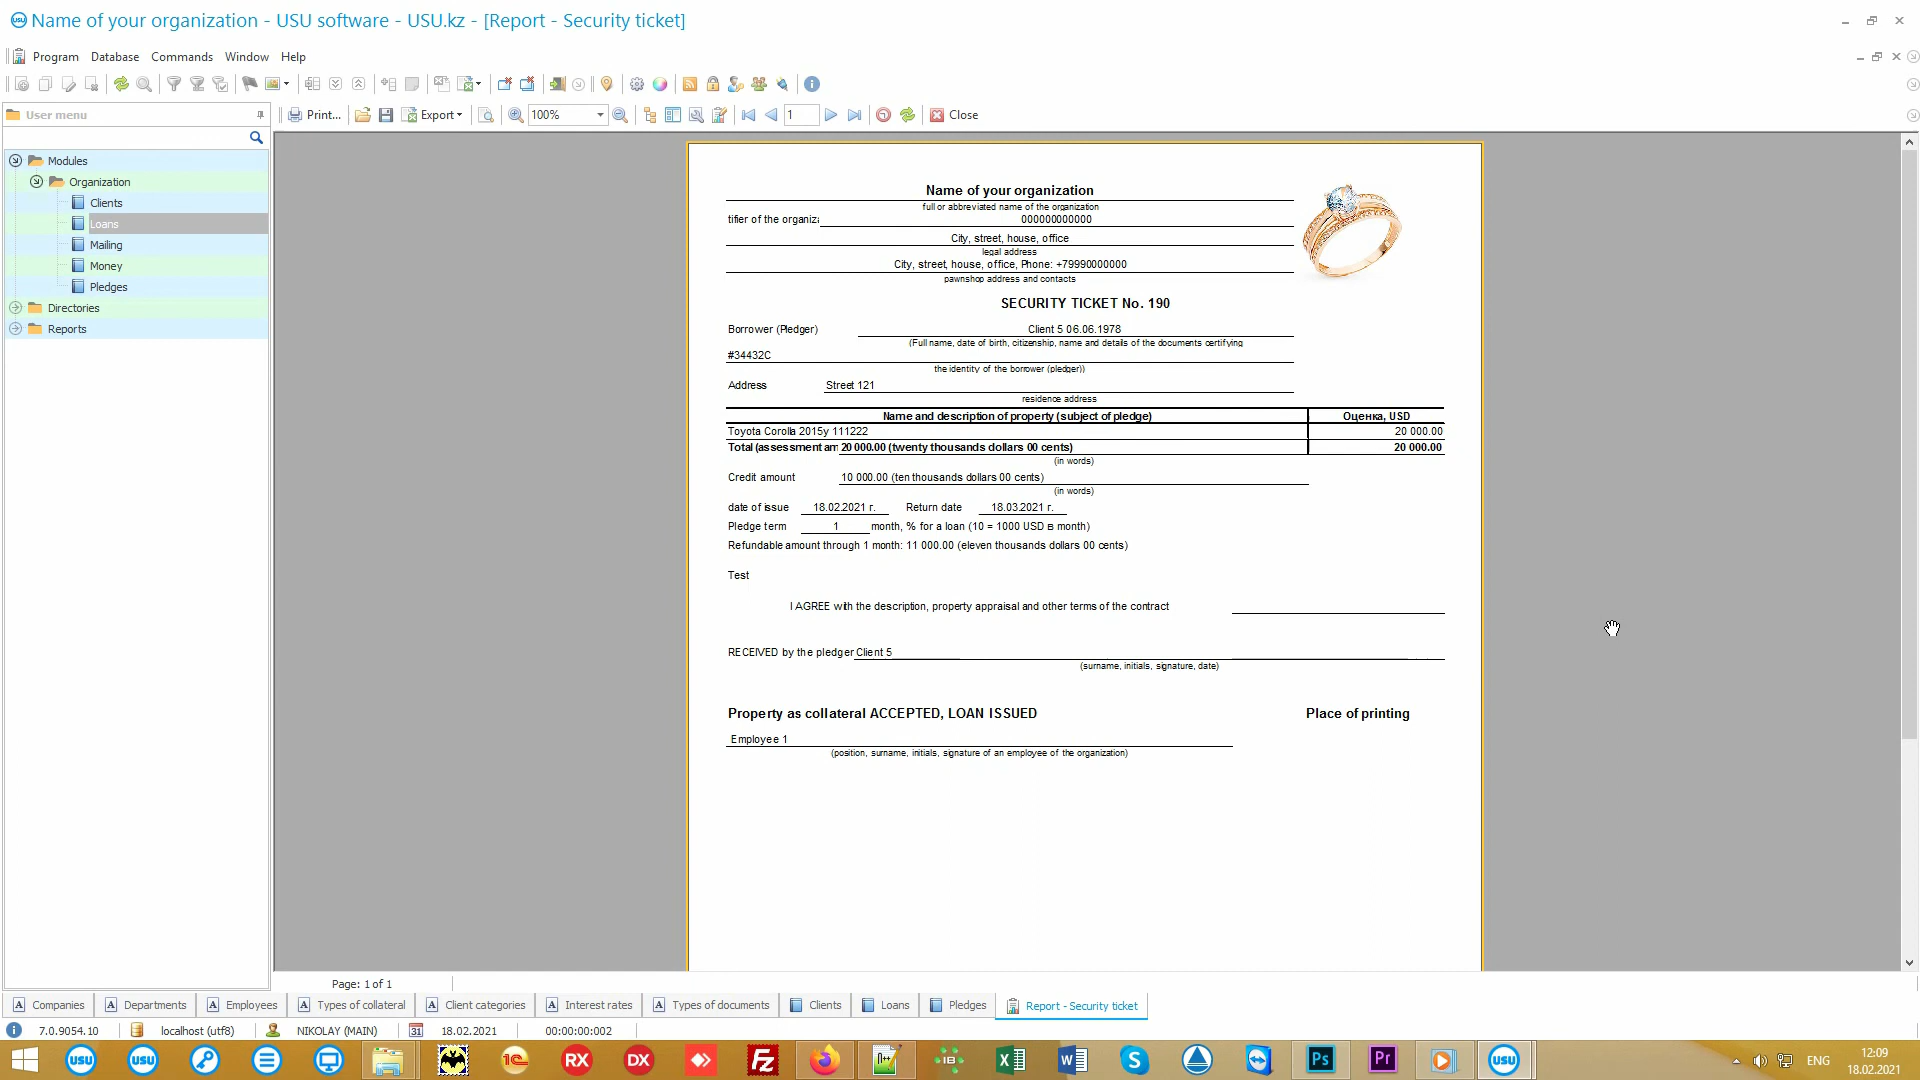 Name of your organization - USU software - USU.kz - [Report - Security ticket]
Program Database Commands Window Help
User menu
Print... Export 100% 1 Close
Modules
Organization
Clients
Loans
Mailing
Money
Pledges
Directories
Reports
Name of your organization
full or abbreviated name of the organization
tifier of the organiza 000000000000
City, street, house, office
legal address
City, street, house, office, Phone: +79990000000
pawnshop address and contacts
SECURITY TICKET No. 190
Borrower (Pledger) Client 5 06.06.1978
(Full name, date of birth, citizenship, name and details of the documents certifying
#34432C
the identity of the borrower (pledger))
Address Street 121
residence address
Name and description of property (subject of pledge) Оценка, USD
Toyota Corolla 2015y 111222 20 000.00
Total (assessment am 20 000.00 (twenty thousands dollars 00 cents) 20 000.00
(in words)
Credit amount 10 000.00 (ten thousands dollars 00 cents)
(in words)
date of issue 18.02.2021 г. Return date 18.03.2021 г.
Pledge term 1 month, % for a loan (10 = 1000 USD в month)
Refundable amount through 1 month: 11 000.00 (eleven thousands dollars 00 cents)
Test
I AGREE with the description, property appraisal and other terms of the contract
RECEIVED by the pledger Client 5
(surname, initials, signature, date)
Property as collateral ACCEPTED, LOAN ISSUED Place of printing
Employee 1
(position, surname, initials, signature of an employee of the organization)
Page: 1 of 1
Companies Departments Employees Types of collateral Client categories Interest rates Types of documents Clients Loans Pledges Report - Security ticket
7.0.9054.10 localhost (utf8) NIKOLAY (MAIN) 31 18.02.2021 00:00:00:002
USU USU 1C RX DX Fz IB Ps Pr USU ENG 12:09
18.02.2021